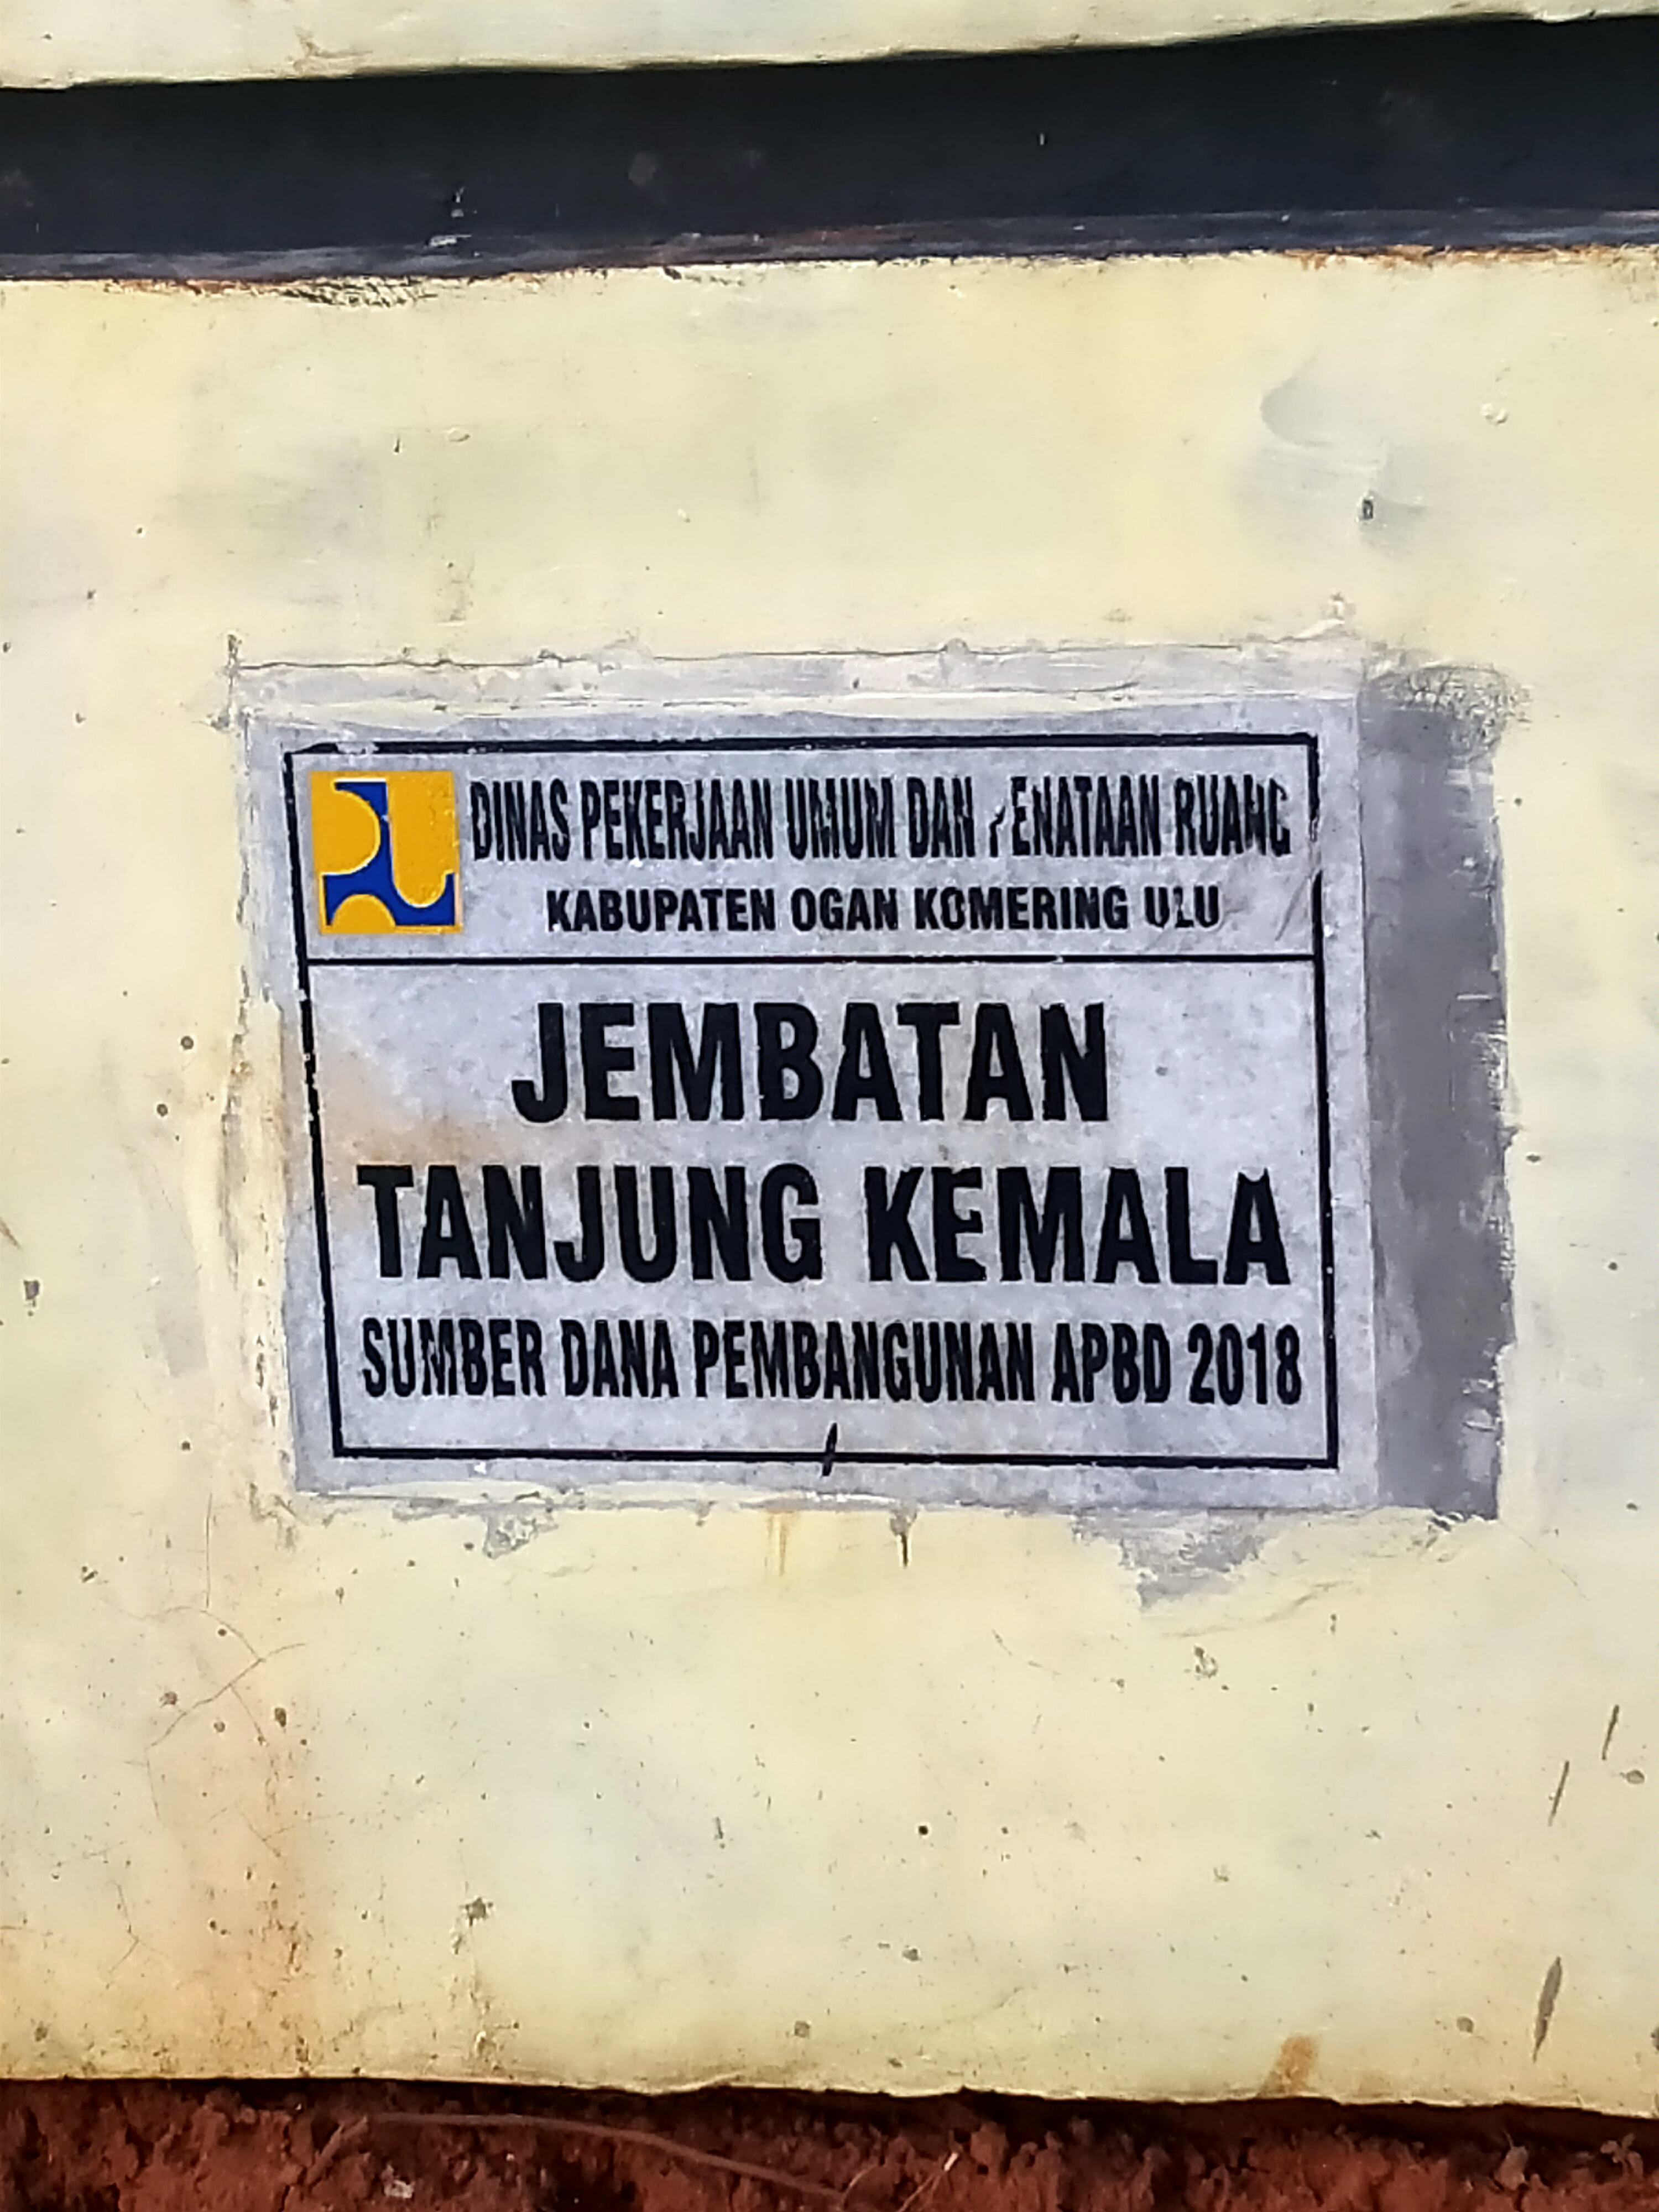 DINAS PEKERJAAN UMUM DAN PENATAAN RUANG
KABUPATEN OGAN KOMERING ULU
JEMBATAN
TANJUNG KEMALA
SUMBER DANA PEMBANGUNAN APBD 2018